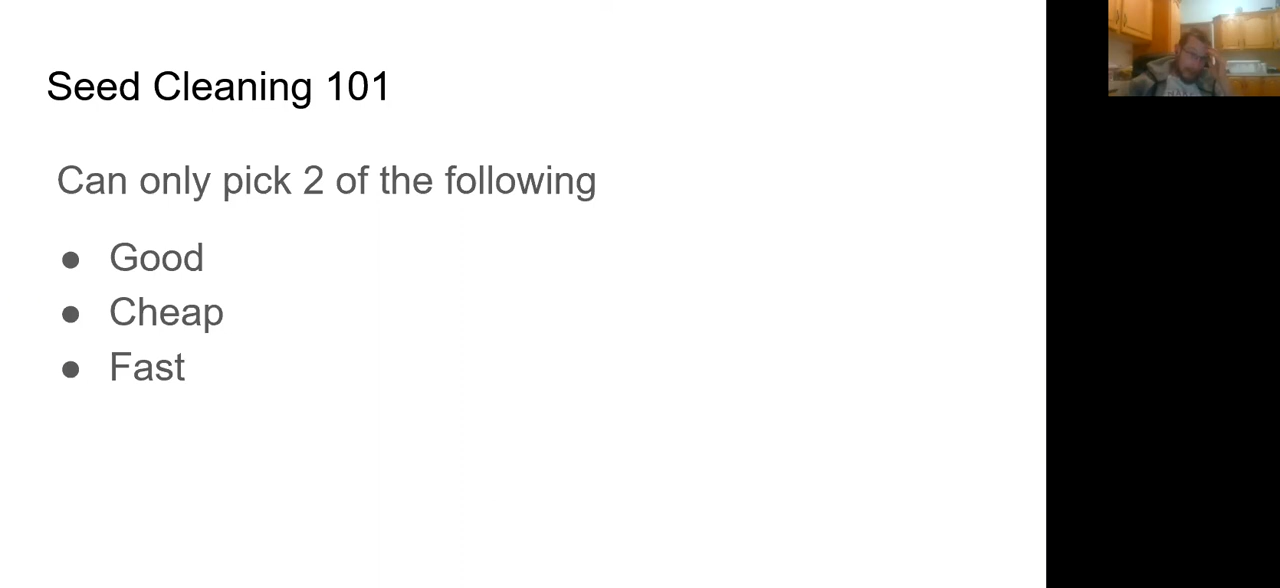 Seed Cleaning 101
Can only pick 2 of the following
● Good
● Cheap
● Fast